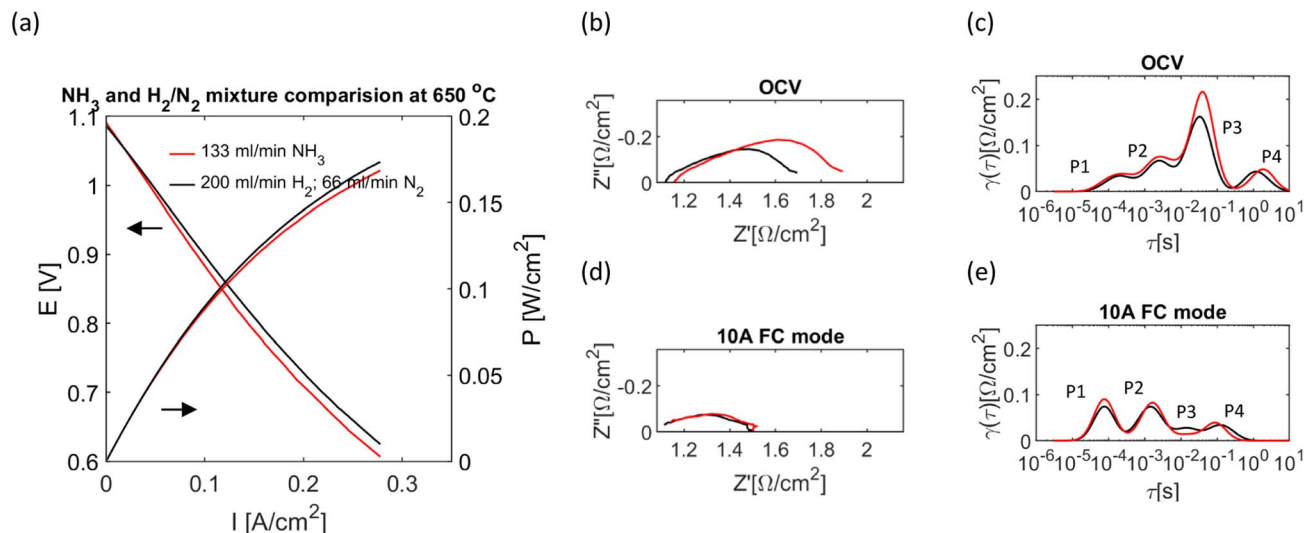 (a)
NH3 and H2/N2 mixture comparision at 650 °C
1.1
1
0.9
0.8
0.7
0.6
E [V]
0.2
0.15
0.1
0.05
0
P [W/cm2]
133 ml/min NH3
200 ml/min H2; 66 ml/min N2
0 0.1 0.2 0.3
I [A/cm2]
(b)
OCV
-0.2
0
Z"[Ω/cm2]
1.2 1.4 1.6 1.8 2
Z'[Ω/cm2]
(c)
OCV
0.2
0.1
0
γ(τ)[Ω/cm2]
P1 P2 P3 P4
10-6 10-5 10-4 10-3 10-2 10-1 100 101
τ[s]
(d)
10A FC mode
-0.2
0
Z"[Ω/cm2]
1.2 1.4 1.6 1.8 2
Z'[Ω/cm2]
(e)
10A FC mode
0.2
0.1
0
γ(τ)[Ω/cm2]
P1 P2 P3 P4
10-6 10-5 10-4 10-3 10-2 10-1 100 101
τ[s]